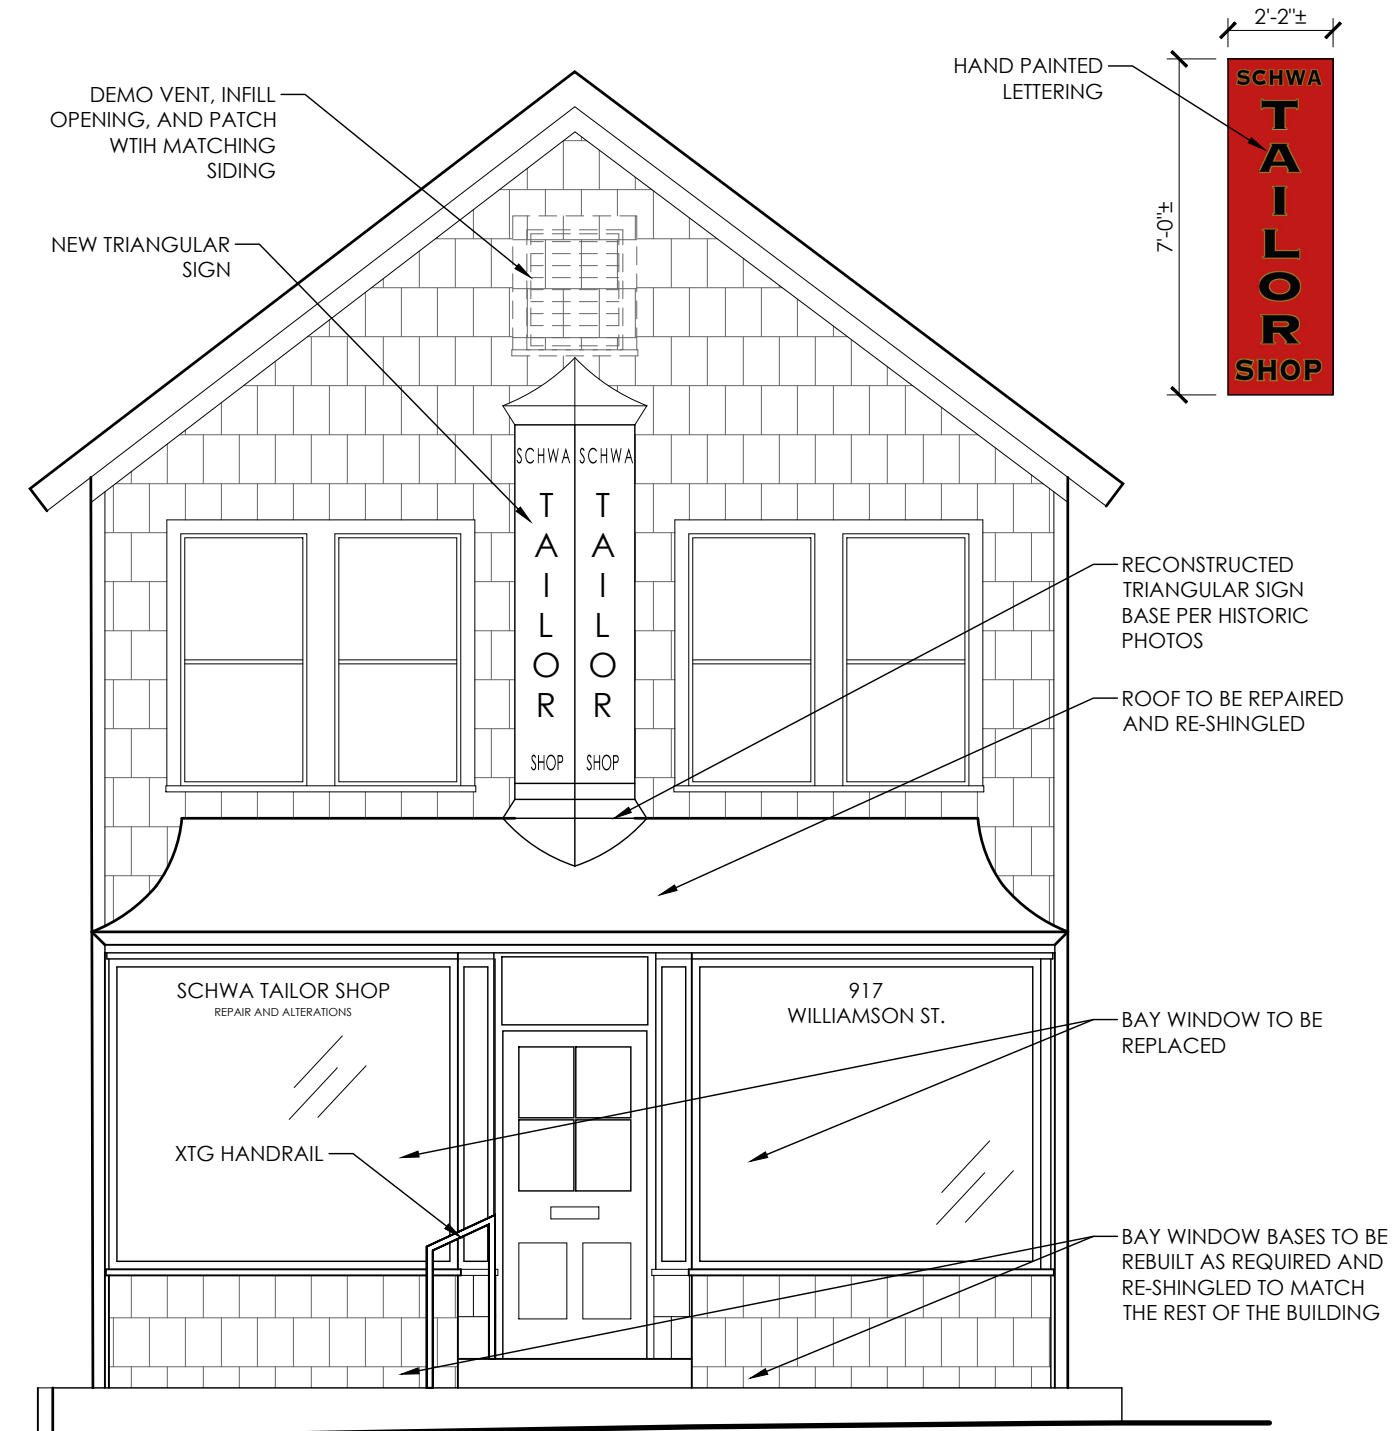 2'-2"±
HAND PAINTED
LETTERING
7'-0"±
SCHWA
T
A
I
L
O
R
SHOP
DEMO VENT, INFILL
OPENING, AND PATCH
WTIH MATCHING
SIDING
NEW TRIANGULAR
SIGN
SCHWA SCHWA
T T
A A
I I
L L
O O
R R
SHOP SHOP
RECONSTRUCTED
TRIANGULAR SIGN
BASE PER HISTORIC
PHOTOS
ROOF TO BE REPAIRED
AND RE-SHINGLED
SCHWA TAILOR SHOP
REPAIR AND ALTERATIONS
917
WILLIAMSON ST.
BAY WINDOW TO BE
REPLACED
XTG HANDRAIL
BAY WINDOW BASES TO BE
REBUILT AS REQUIRED AND
RE-SHINGLED TO MATCH
THE REST OF THE BUILDING